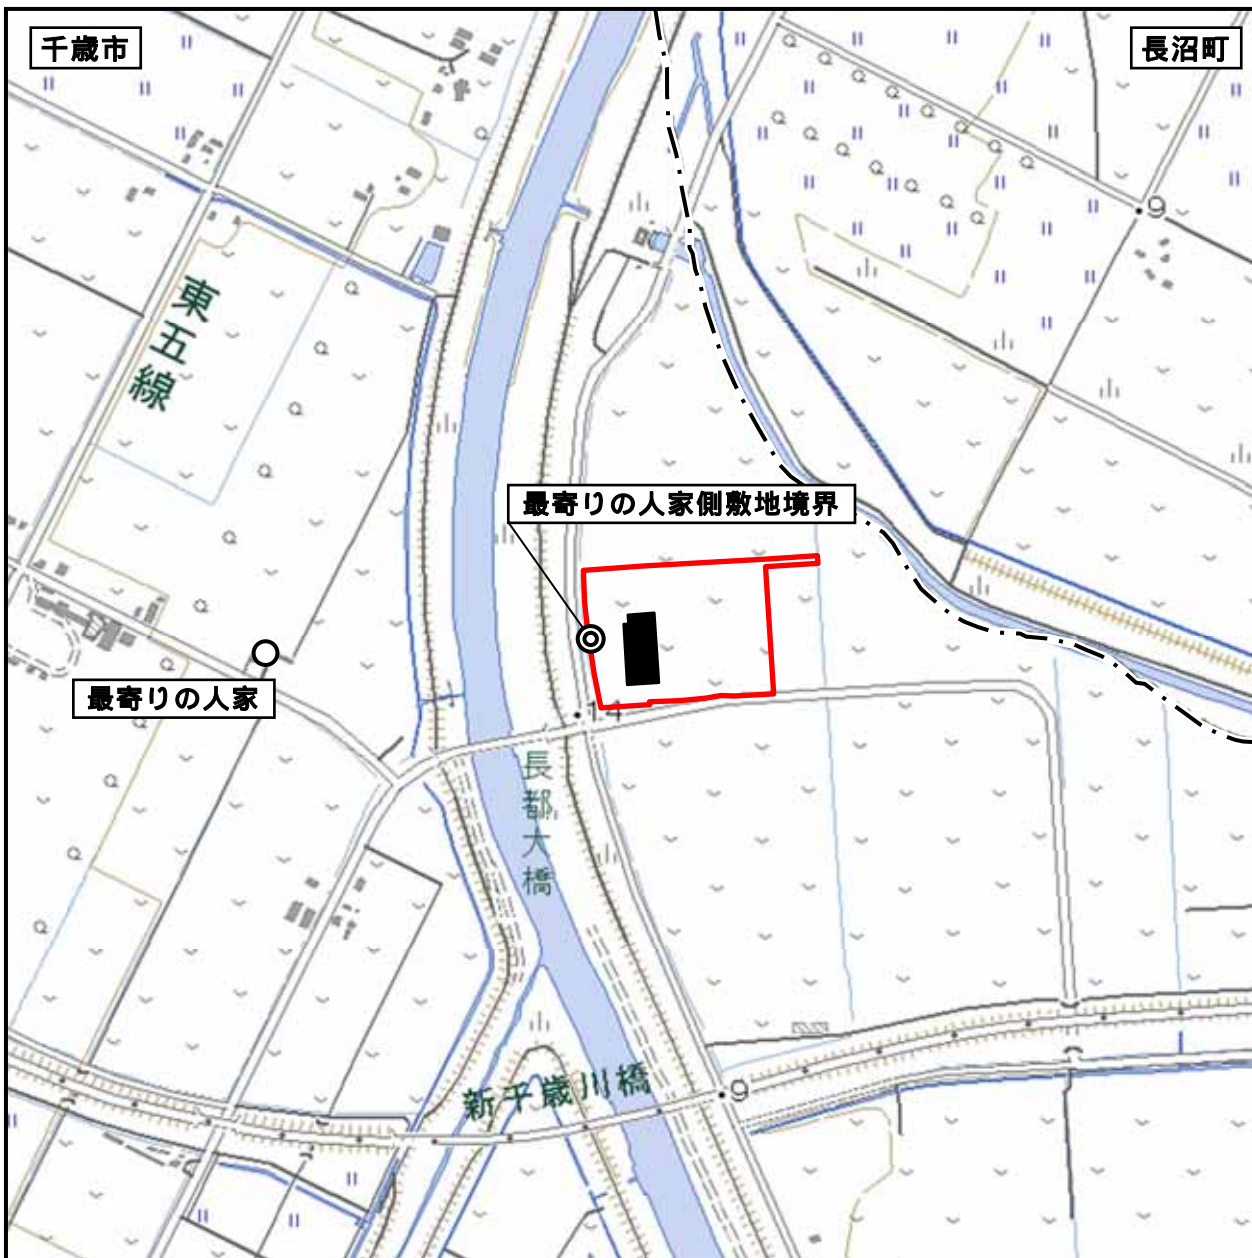 千歳市
長沼町
9
東五線
最寄りの人家側敷地境界
最寄りの人家
14
長都大橋
新千歳川橋
9